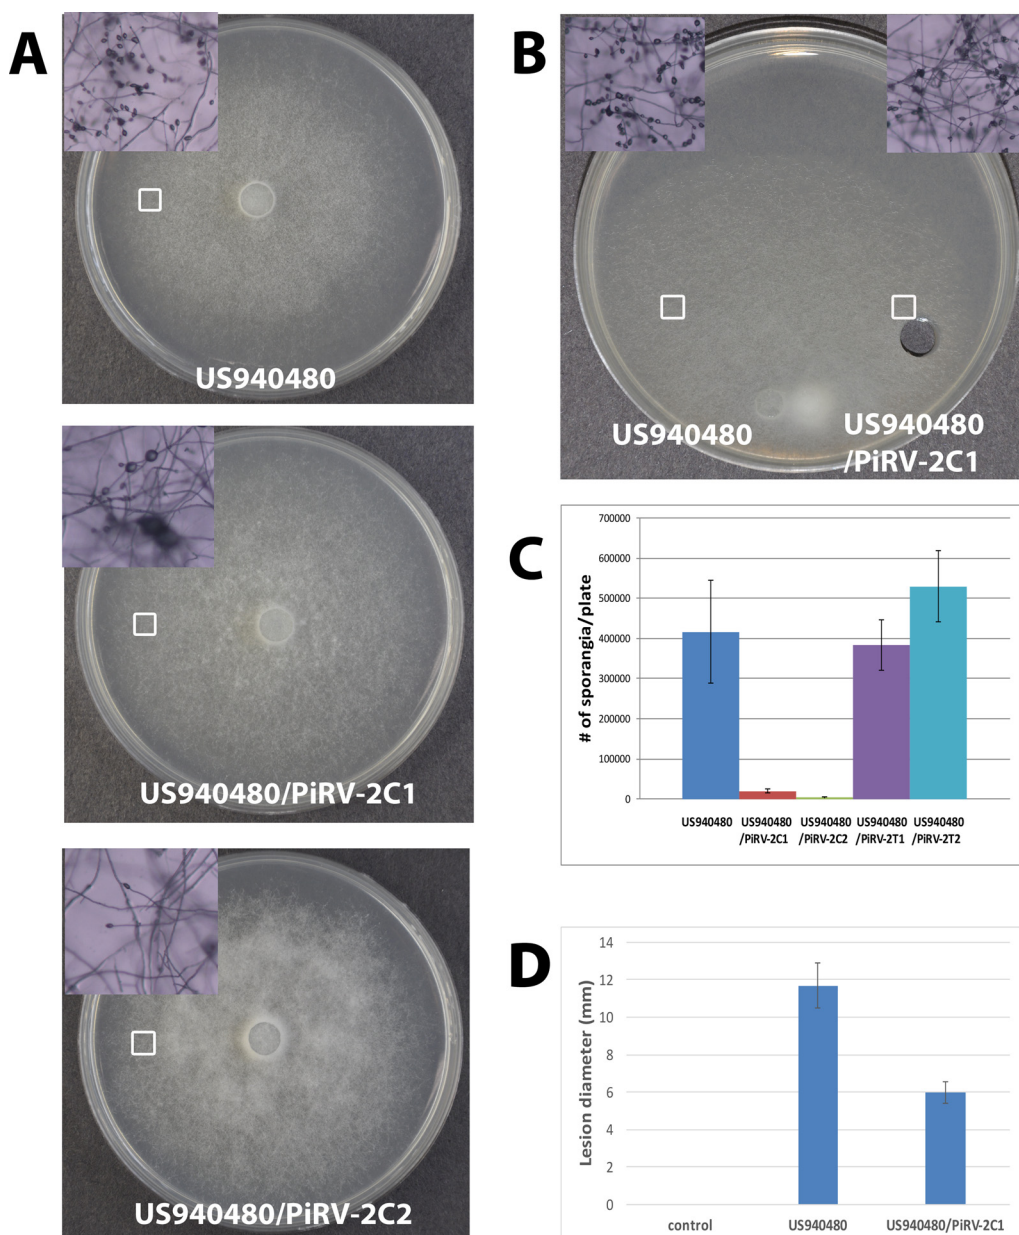 A
US940480
US940480/PiRV-2C1
US940480/PiRV-2C2
B
US940480
US940480
/PiRV-2C1
C
# of sporangia/plate
700000
600000
500000
400000
300000
200000
100000
0
US940480
US940480
/PiRV-2C1
US940480
/PiRV-2C2
US940480
/PiRV-2T1
US940480
/PiRV-2T2
D
Lesion diameter (mm)
14
12
10
8
6
4
2
0
control
US940480
US940480/PiRV-2C1